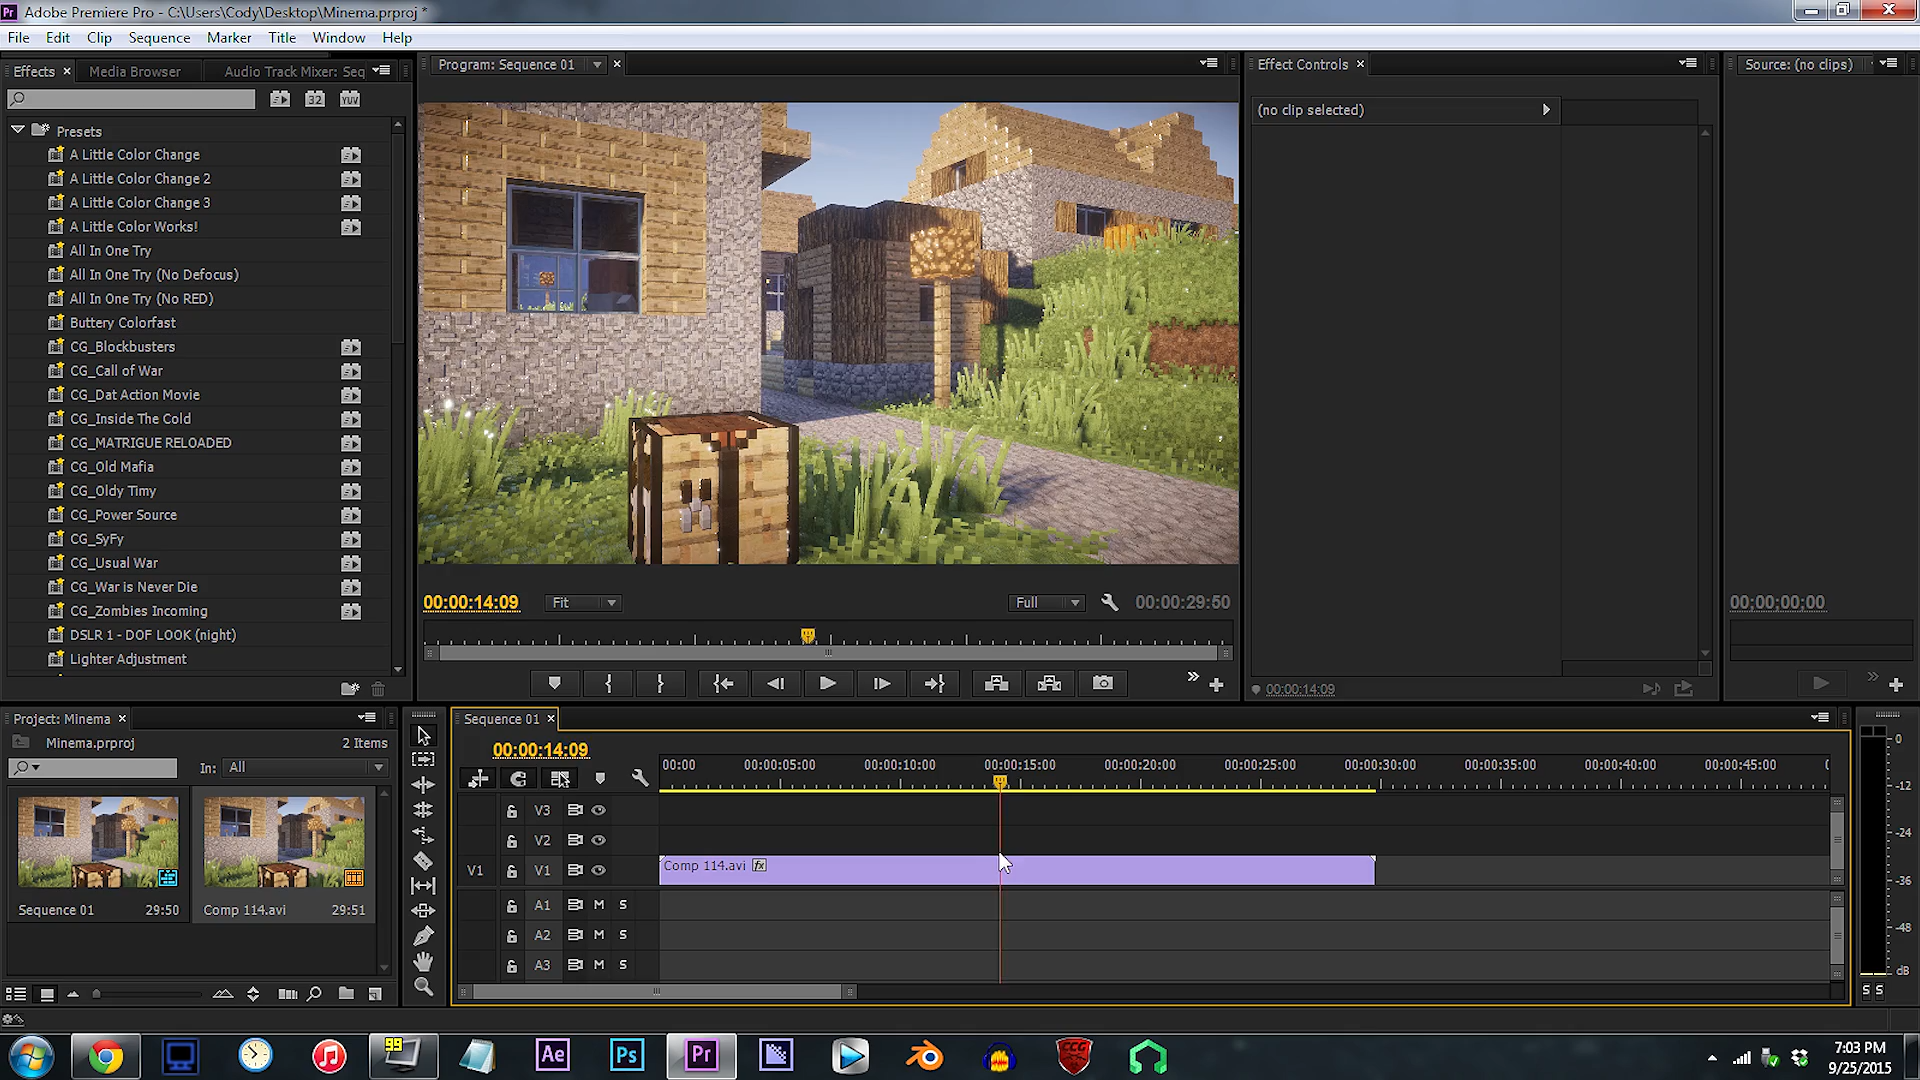 Pr Adobe Premiere Pro - C:\Users\Cody\Desktop\Minema.prproj *
File Edit Clip Sequence Marker Title Window Help
Effects × Media Browser Audio Track Mixer: Seq
32 YUV
Presets
A Little Color Change
A Little Color Change 2
A Little Color Change 3
A Little Color Works!
All In One Try
All In One Try (No Defocus)
All In One Try (No RED)
Buttery Colorfast
CG_Blockbusters
CG_Call of War
CG_Dat Action Movie
CG_Inside The Cold
CG_MATRIGUE RELOADED
CG_Old Mafia
CG_Oldy Timy
CG_Power Source
CG_SyFy
CG_Usual War
CG_War is Never Die
CG_Zombies Incoming
DSLR 1 - DOF LOOK (night)
Lighter Adjustment
Program: Sequence 01 ×
00:00:14:09 Fit Full 00:00:29:50
Effect Controls ×
(no clip selected)
00:00:14:09
Source: (no clips)
00;00;00;00
Project: Minema ×
Minema.prproj 2 Items
In: All
Sequence 01 29:50
Comp 114.avi 29:51
Sequence 01 ×
00:00:14:09
00:00 00:00:05:00 00:00:10:00 00:00:15:00 00:00:20:00 00:00:25:00 00:00:30:00 00:00:35:00 00:00:40:00 00:00:45:00 0
V3
V2
V1 V1 Comp 114.avi fx
A1 M S
A2 M S
A3 M S
0
-12
-24
-36
-48
dB
S S
99 Ae Ps Pr CCC
7:03 PM
9/25/2015